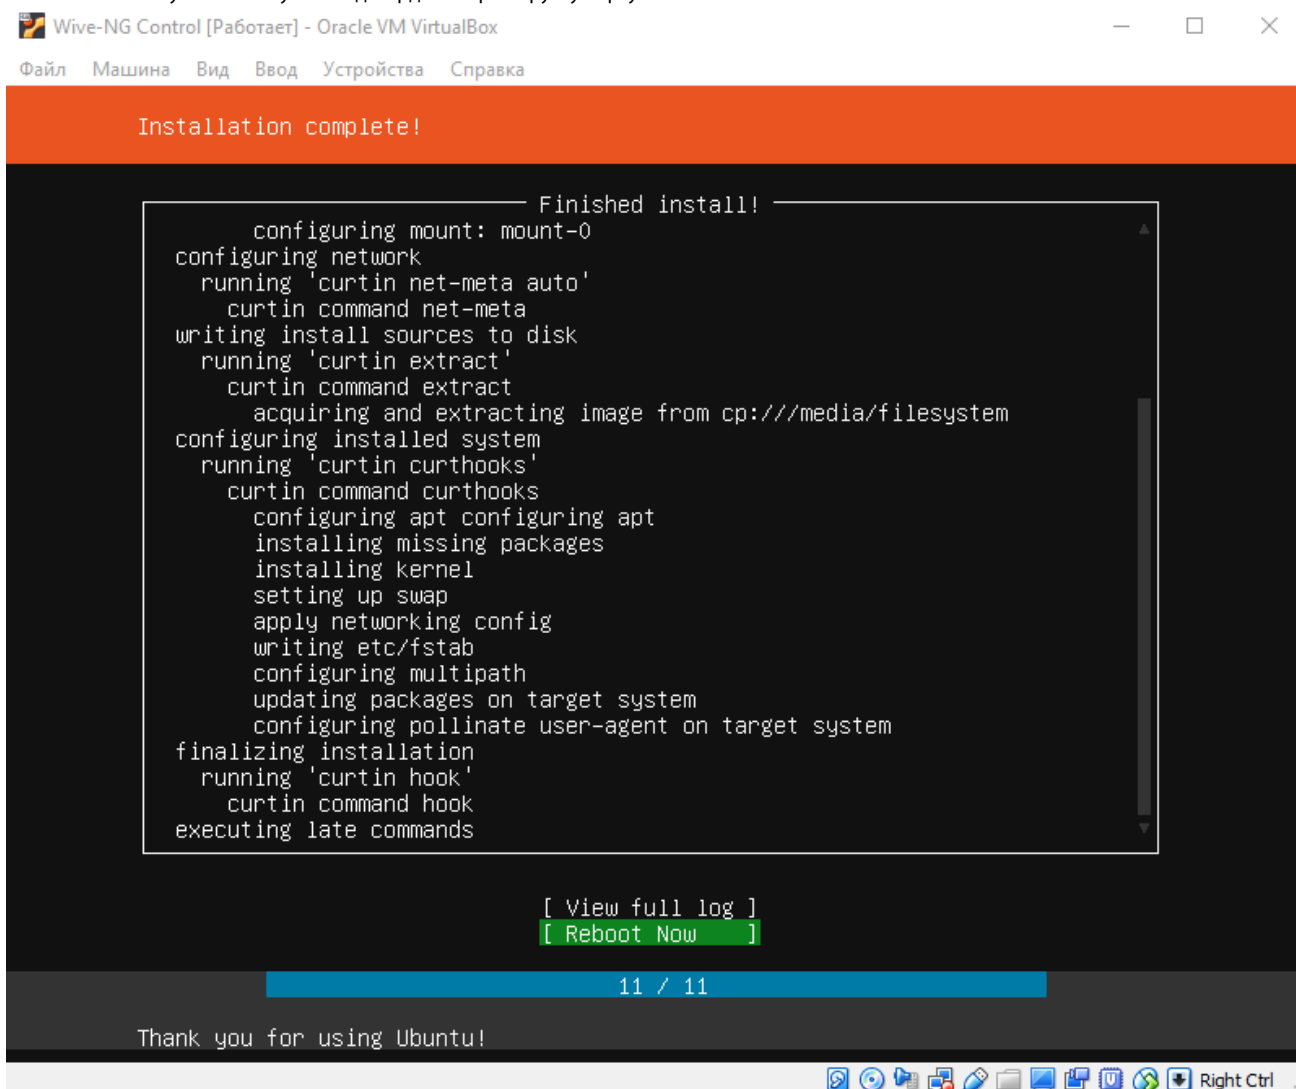 Wive-NG Control [Работает] - Oracle VM VirtualBox
Файл Машина Вид Ввод Устройства Справка
Installation complete!
Finished install!
configuring mount: mount-0
configuring network
running 'curtin net-meta auto'
curtin command net-meta
writing install sources to disk
running 'curtin extract'
curtin command extract
acquiring and extracting image from cp:///media/filesystem
configuring installed system
running 'curtin curthooks'
curtin command curthooks
configuring apt configuring apt
installing missing packages
installing kernel
setting up swap
apply networking config
writing etc/fstab
configuring multipath
updating packages on target system
configuring pollinate user-agent on target system
finalizing installation
running 'curtin hook'
curtin command hook
executing late commands
[ View full log ]
[ Reboot Now ]
11 / 11
Thank you for using Ubuntu!
Right Ctrl